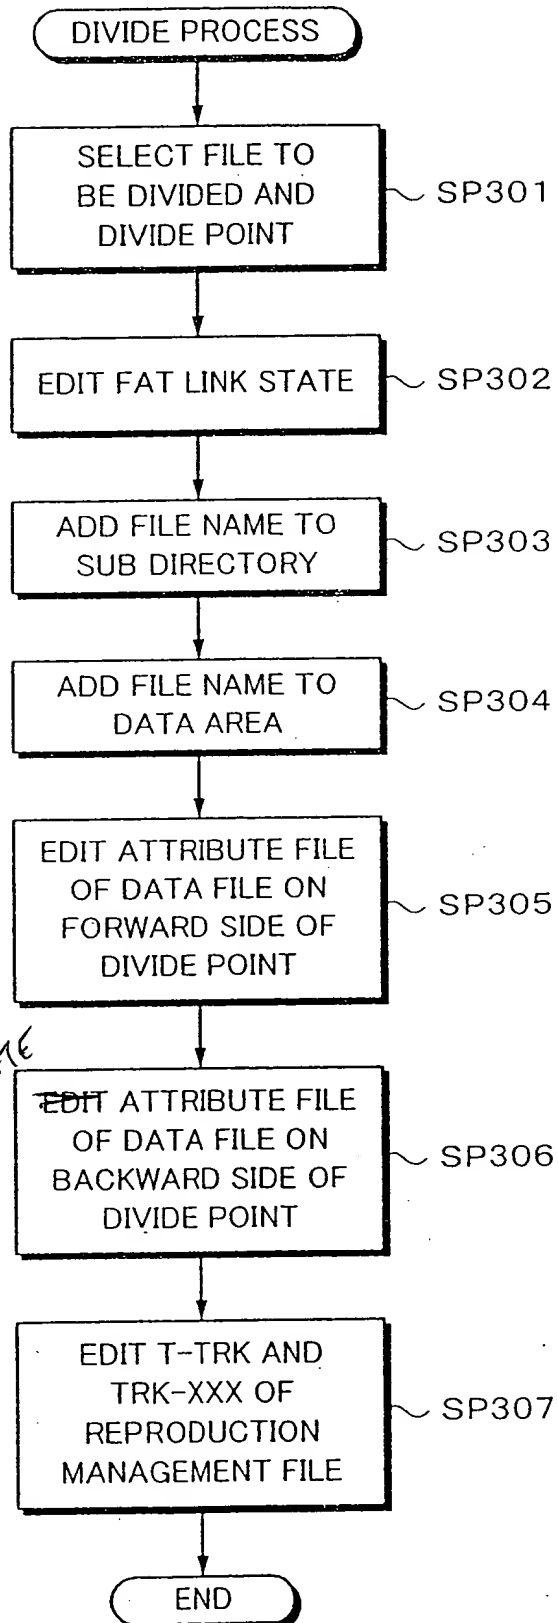 DIVIDE PROCESS
SELECT FILE TO
BE DIVIDED AND
DIVIDE POINT
SP301
EDIT FAT LINK STATE
SP302
ADD FILE NAME TO
SUB DIRECTORY
SP303
ADD FILE NAME TO
DATA AREA
SP304
EDIT ATTRIBUTE FILE
OF DATA FILE ON
FORWARD SIDE OF
DIVIDE POINT
SP305
EDIT ATTRIBUTE FILE
OF DATA FILE ON
BACKWARD SIDE OF
DIVIDE POINT
SP306
EDIT T-TRK AND
TRK-XXX OF
REPRODUCTION
MANAGEMENT FILE
SP307
END